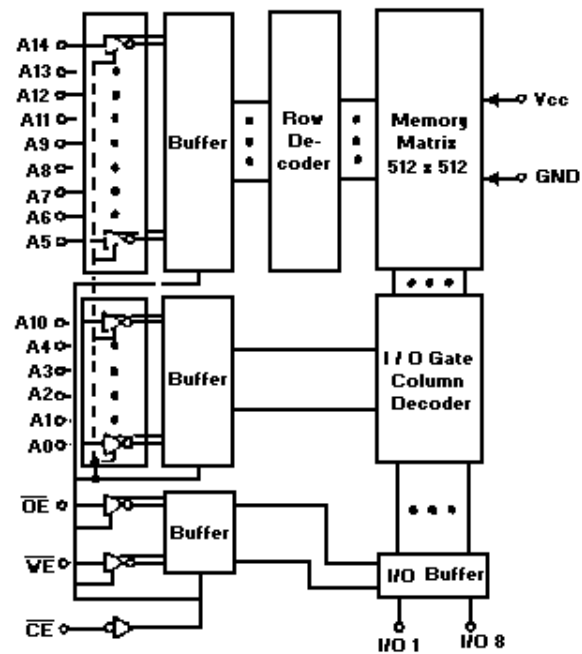 A14
A13
A12
A11
A9
A8
A7
A6
A5
Buffer
Row
De-
coder
Memory
Matrix
512 x 512
Vcc
GND
A10
A4
A3
A2
A1
A0
Buffer
I / O Gate
Column
Decoder
OE
WE
CE
Buffer
I/O Buffer
I/O 1
I/O 8